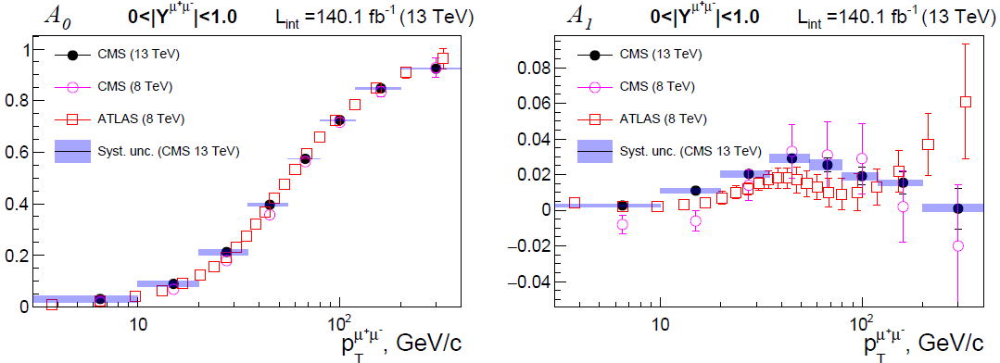 A0 0<|Yμ+μ-|<1.0 Lint=140.1 fb-1 (13 TeV)
1
0.8
0.6
0.4
0.2
0
CMS (13 TeV)
CMS (8 TeV)
ATLAS (8 TeV)
Syst. unc. (CMS 13 TeV)
10 10²
pTμ+μ-, GeV/c
A1 0<|Yμ+μ-|<1.0 Lint=140.1 fb-1 (13 TeV)
0.08
0.06
0.04
0.02
0
−0.02
−0.04
CMS (13 TeV)
CMS (8 TeV)
ATLAS (8 TeV)
Syst. unc. (CMS 13 TeV)
10 10²
pTμ+μ-, GeV/c